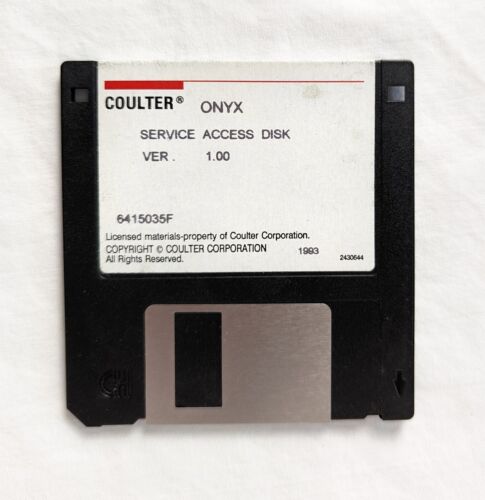 COULTER® ONYX
SERVICE ACCESS DISK
VER. 1.00
6415035F
Licensed materials-property of Coulter Corporation.
COPYRIGHT © COULTER CORPORATION 1993
All Rights Reserved. 2430644